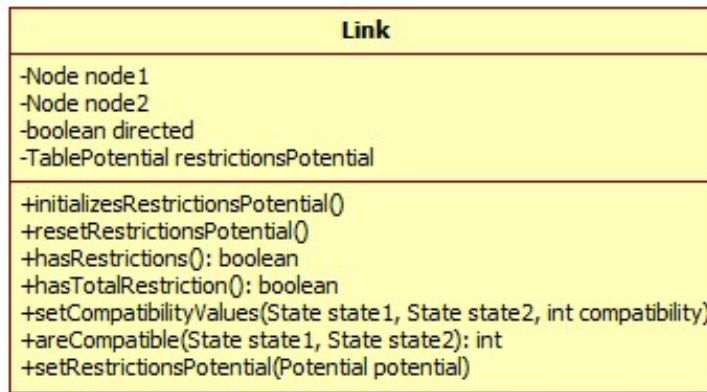 Link
-Node node1
-Node node2
-boolean directed
-TablePotential restrictionsPotential
+initializesRestrictionsPotential()
+resetRestrictionsPotential()
+hasRestrictions(): boolean
+hasTotalRestriction(): boolean
+setCompatibilityValues(State state1, State state2, int compatibility)
+areCompatible(State state1, State state2): int
+setRestrictionsPotential(Potential potential)